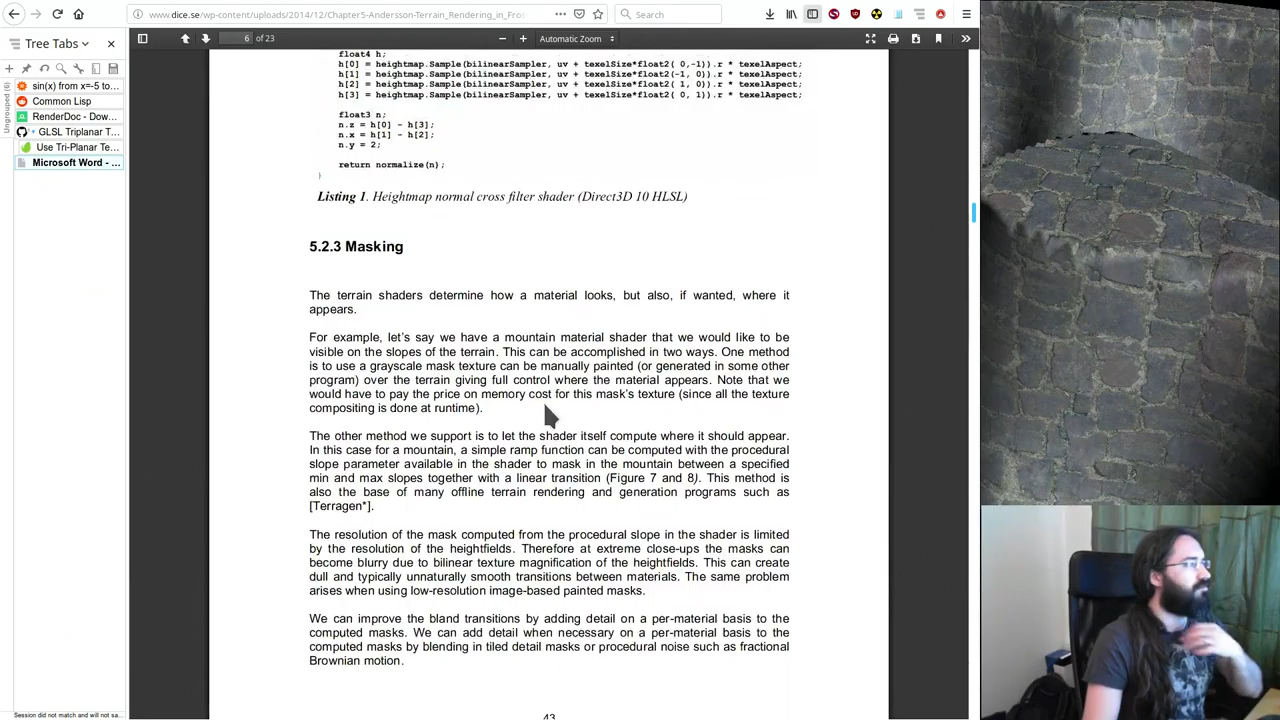 www.dice.se/wp-content/uploads/2014/12/Chapter5-Andersson-Terrain_Rendering_in_Fros
Search
Tree Tabs
6 of 23
Automatic Zoom
Ungrouped (6)
sin(x) from x=-5 to...
Common Lisp
RenderDoc - Dow...
GLSL Triplanar T...
Use Tri-Planar Te...
Microsoft Word - ...
float4 h;
h[0] = heightmap.Sample(bilinearSampler, uv + texelSize*float2( 0,-1)).r * texelAspect;
h[1] = heightmap.Sample(bilinearSampler, uv + texelSize*float2(-1, 0)).r * texelAspect;
h[2] = heightmap.Sample(bilinearSampler, uv + texelSize*float2( 1, 0)).r * texelAspect;
h[3] = heightmap.Sample(bilinearSampler, uv + texelSize*float2( 0, 1)).r * texelAspect;
float3 n;
n.z = h[0] - h[3];
n.x = h[1] - h[2];
n.y = 2;
return normalize(n);
}
Listing 1. Heightmap normal cross filter shader (Direct3D 10 HLSL)
5.2.3 Masking
The terrain shaders determine how a material looks, but also, if wanted, where it
appears.
For example, let's say we have a mountain material shader that we would like to be
visible on the slopes of the terrain. This can be accomplished in two ways. One method
is to use a grayscale mask texture can be manually painted (or generated in some other
program) over the terrain giving full control where the material appears. Note that we
would have to pay the price on memory cost for this mask's texture (since all the texture
compositing is done at runtime).
The other method we support is to let the shader itself compute where it should appear.
In this case for a mountain, a simple ramp function can be computed with the procedural
slope parameter available in the shader to mask in the mountain between a specified
min and max slopes together with a linear transition (Figure 7 and 8). This method is
also the base of many offline terrain rendering and generation programs such as
[Terragen*].
The resolution of the mask computed from the procedural slope in the shader is limited
by the resolution of the heightfields. Therefore at extreme close-ups the masks can
become blurry due to bilinear texture magnification of the heightfields. This can create
dull and typically unnaturally smooth transitions between materials. The same problem
arises when using low-resolution image-based painted masks.
We can improve the bland transitions by adding detail on a per-material basis to the
computed masks. We can add detail when necessary on a per-material basis to the
computed masks by blending in tiled detail masks or procedural noise such as fractional
Brownian motion.
43
Session did not match and will not sa...